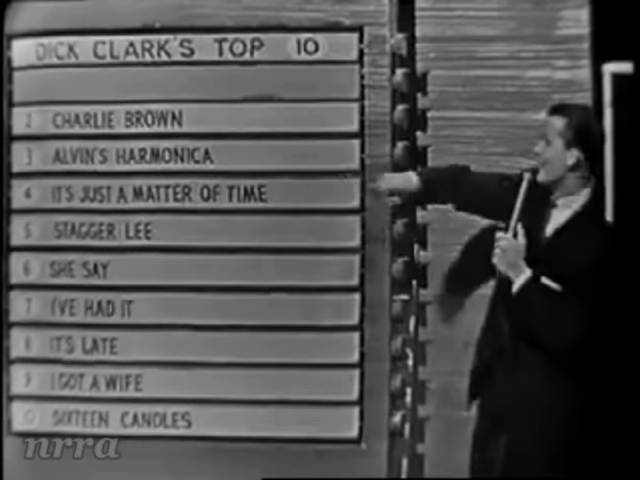 DICK CLARK'S TOP 10
2 CHARLIE BROWN
3 ALVIN'S HARMONICA
4 IT'S JUST A MATTER OF TIME
5 STAGGER LEE
6 SHE SAY
7 I'VE HAD IT
8 IT'S LATE
9 I GOT A WIFE
10 SIXTEEN CANDLES
nrra